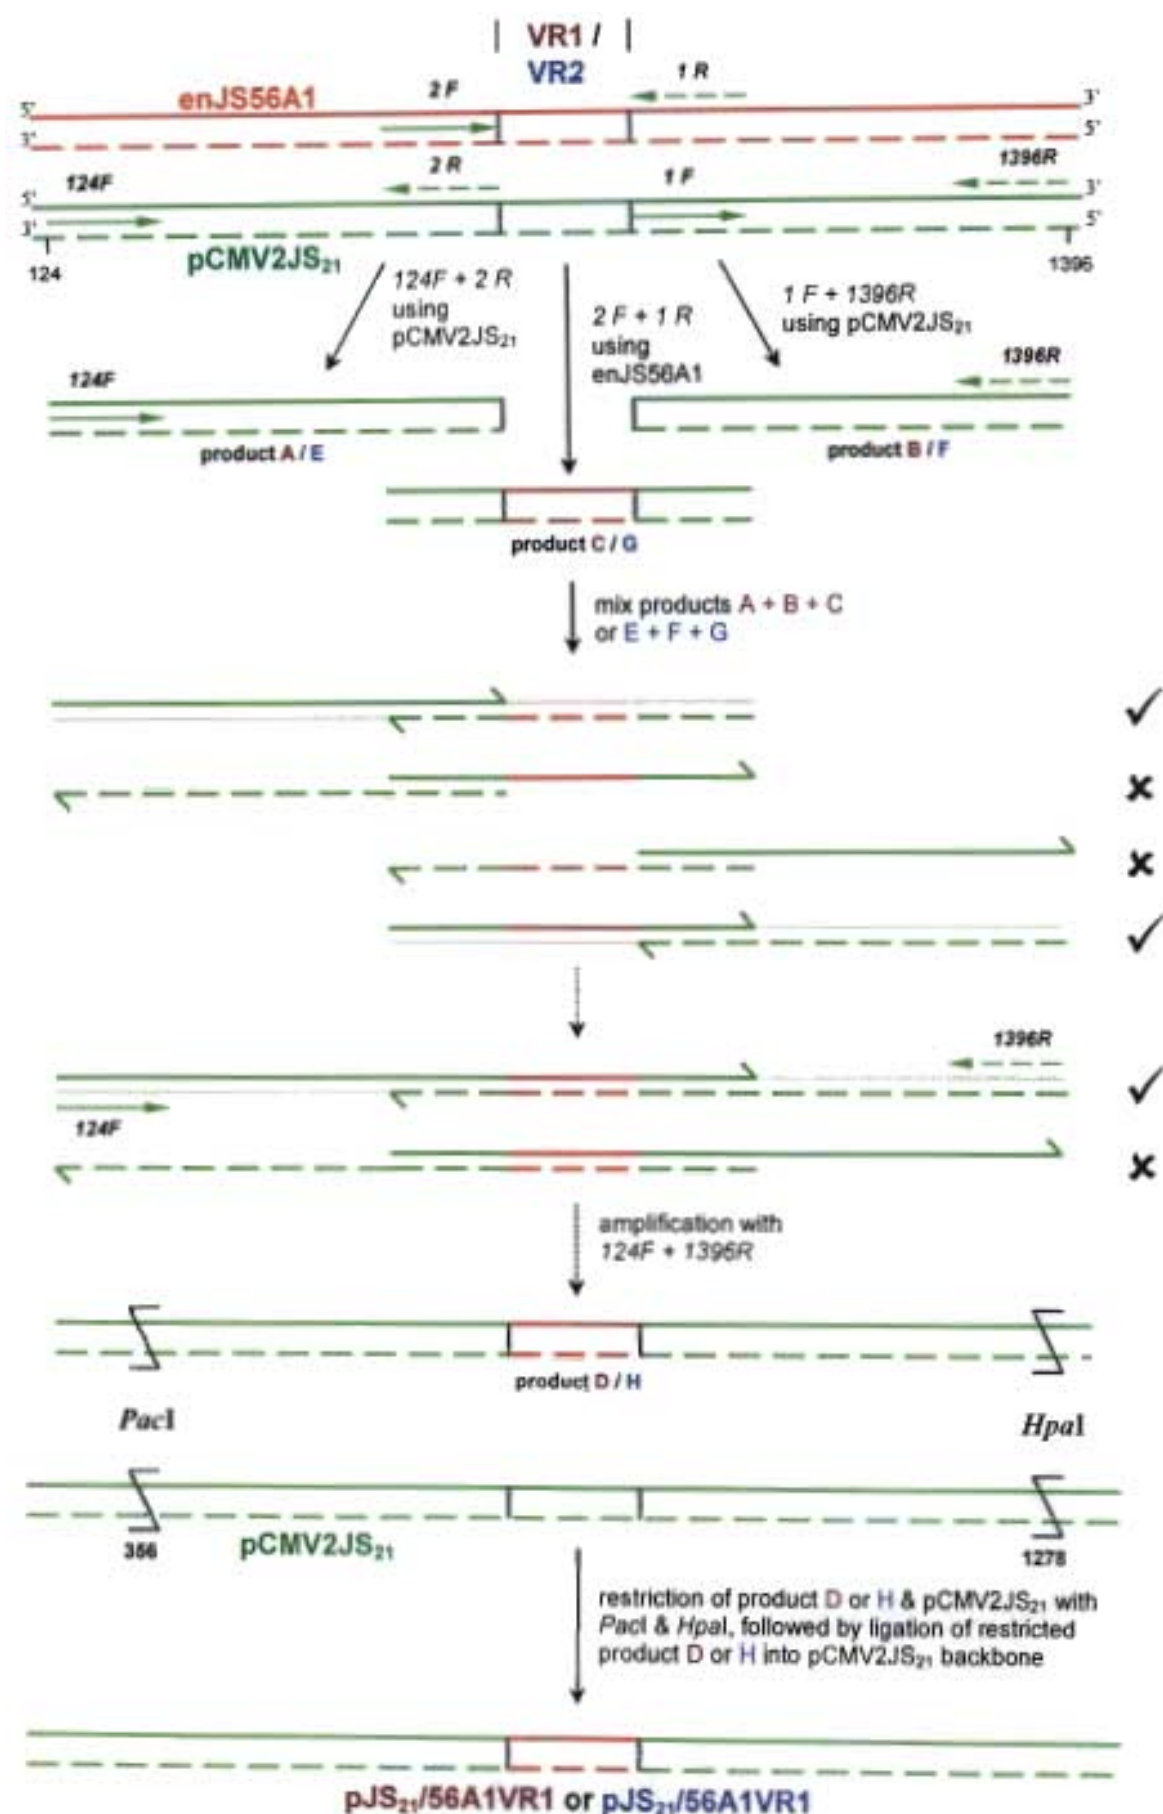 VR1 /
VR2
2 F
1 R
enJS56A1
5'
3'
3'
5'
124F
2 R
1 F
1396R
5'
3'
3'
5'
pCMV2JS₂₁
124
1396
124F + 2 R
using
pCMV2JS₂₁
2 F + 1 R
using
enJS56A1
1 F + 1396R
using pCMV2JS₂₁
124F
1396R
product A / E
product B / F
product C / G
mix products A + B + C
or E + F + G
1396R
124F
amplification with
124F + 1396R
product D / H
PacI
HpaI
356
pCMV2JS₂₁
1278
restriction of product D or H & pCMV2JS₂₁ with
PacI & HpaI, followed by ligation of restricted
product D or H into pCMV2JS₂₁ backbone
pJS₂₁/56A1VR1 or pJS₂₁/56A1VR1